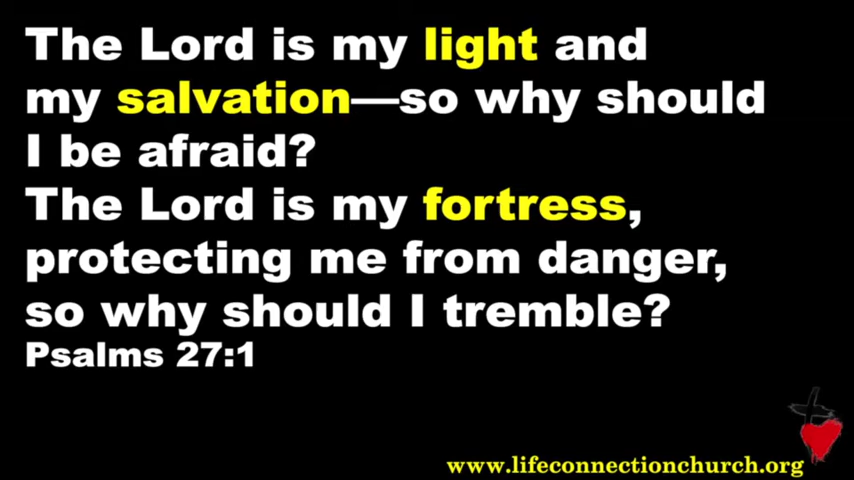 The Lord is my light and
my salvation—so why should
I be afraid?
The Lord is my fortress,
protecting me from danger,
so why should I tremble?
Psalms 27:1
www.lifeconnectionchurch.org